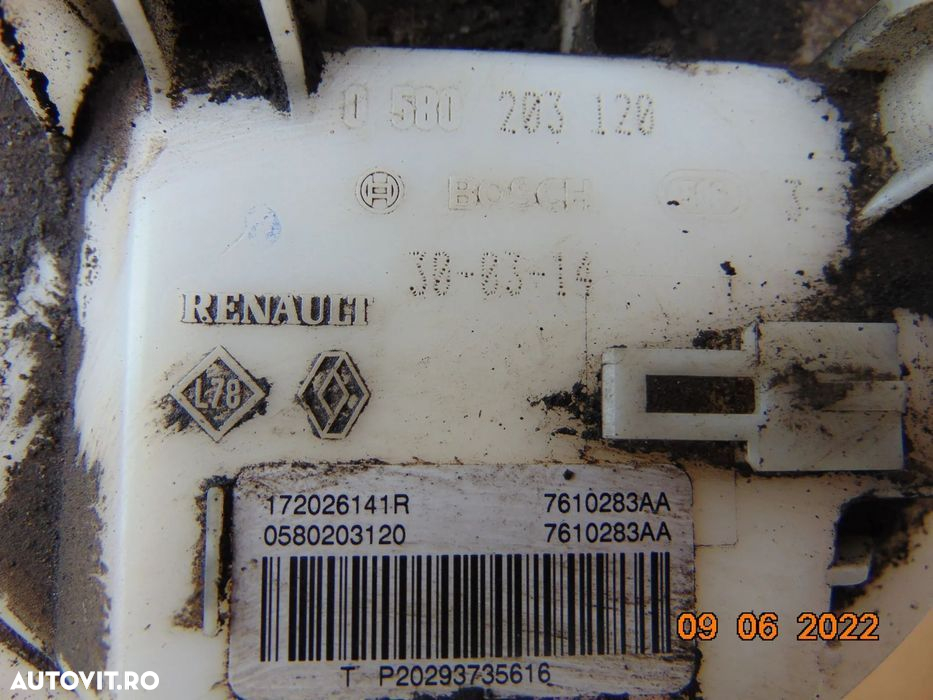 0 580 203 120
BOSCH 3
30-03-14
RENAULT
L78
172026141R 7610283AA
0580203120 7610283AA
T P20293735616
09 06 2022
AUTOVIT.RO